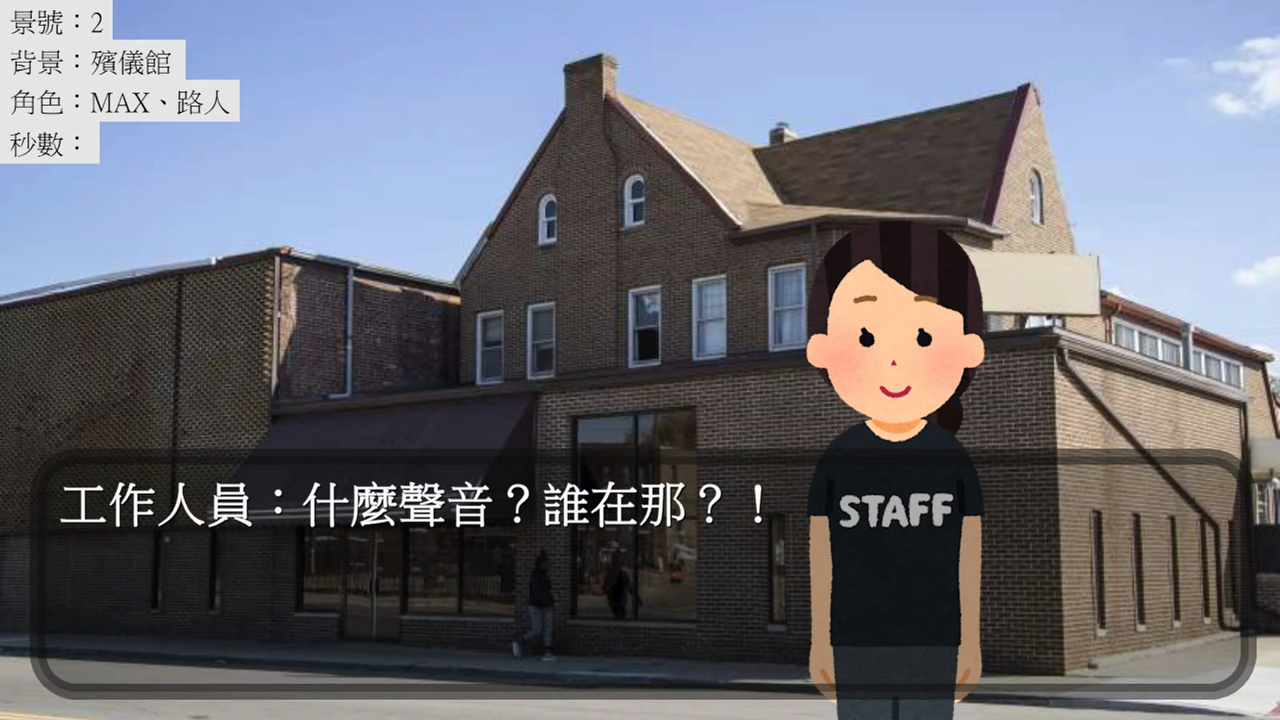 景號：2
背景：殯儀館
角色：MAX、路人
秒數：
工作人員：什麼聲音？誰在那？！
STAFF